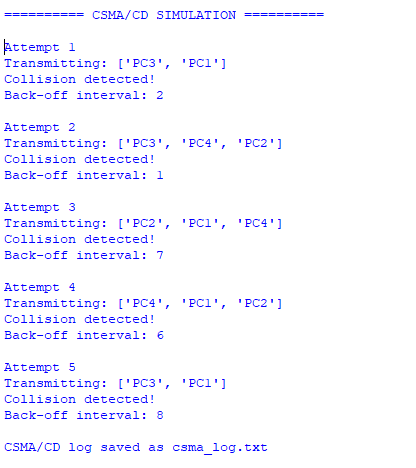 ========== CSMA/CD SIMULATION ==========
Attempt 1
Transmitting: ['PC3', 'PC1']
Collision detected!
Back-off interval: 2
Attempt 2
Transmitting: ['PC3', 'PC4', 'PC2']
Collision detected!
Back-off interval: 1
Attempt 3
Transmitting: ['PC2', 'PC1', 'PC4']
Collision detected!
Back-off interval: 7
Attempt 4
Transmitting: ['PC4', 'PC1', 'PC2']
Collision detected!
Back-off interval: 6
Attempt 5
Transmitting: ['PC3', 'PC1']
Collision detected!
Back-off interval: 8
CSMA/CD log saved as csma_log.txt